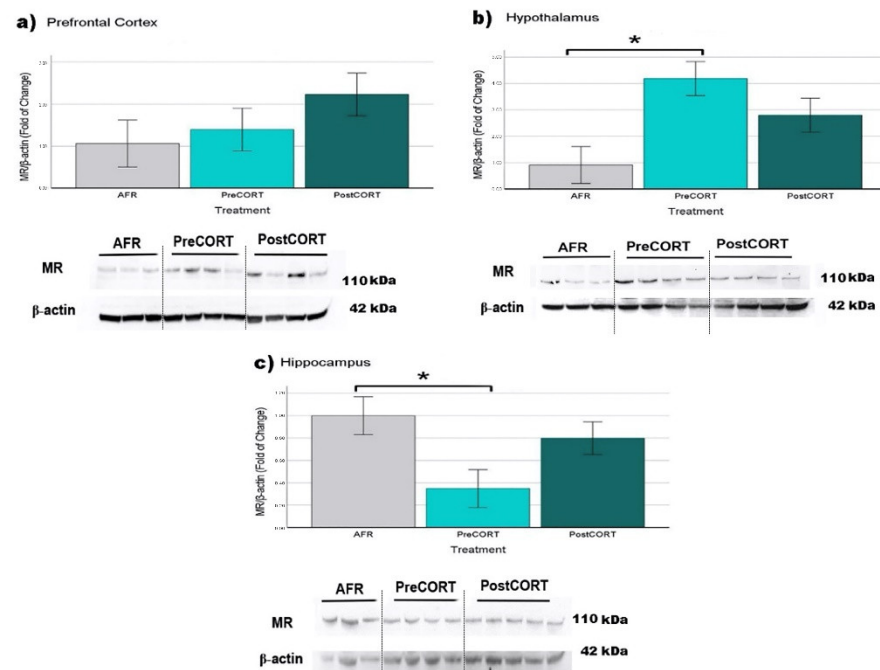 a) Prefrontal Cortex
MR/β-actin (Fold of Change)
AFR PreCORT PostCORT
Treatment
AFR PreCORT PostCORT
MR 110 kDa
β-actin 42 kDa
b) Hypothalamus
*
MR/β-actin (Fold of Change)
AFR PreCORT PostCORT
Treatment
AFR PreCORT PostCORT
MR 110 kDa
β-actin 42 kDa
c) Hippocampus
*
MR/β-actin (Fold of Change)
AFR PreCORT PostCORT
Treatment
AFR PreCORT PostCORT
MR 110 kDa
β-actin 42 kDa